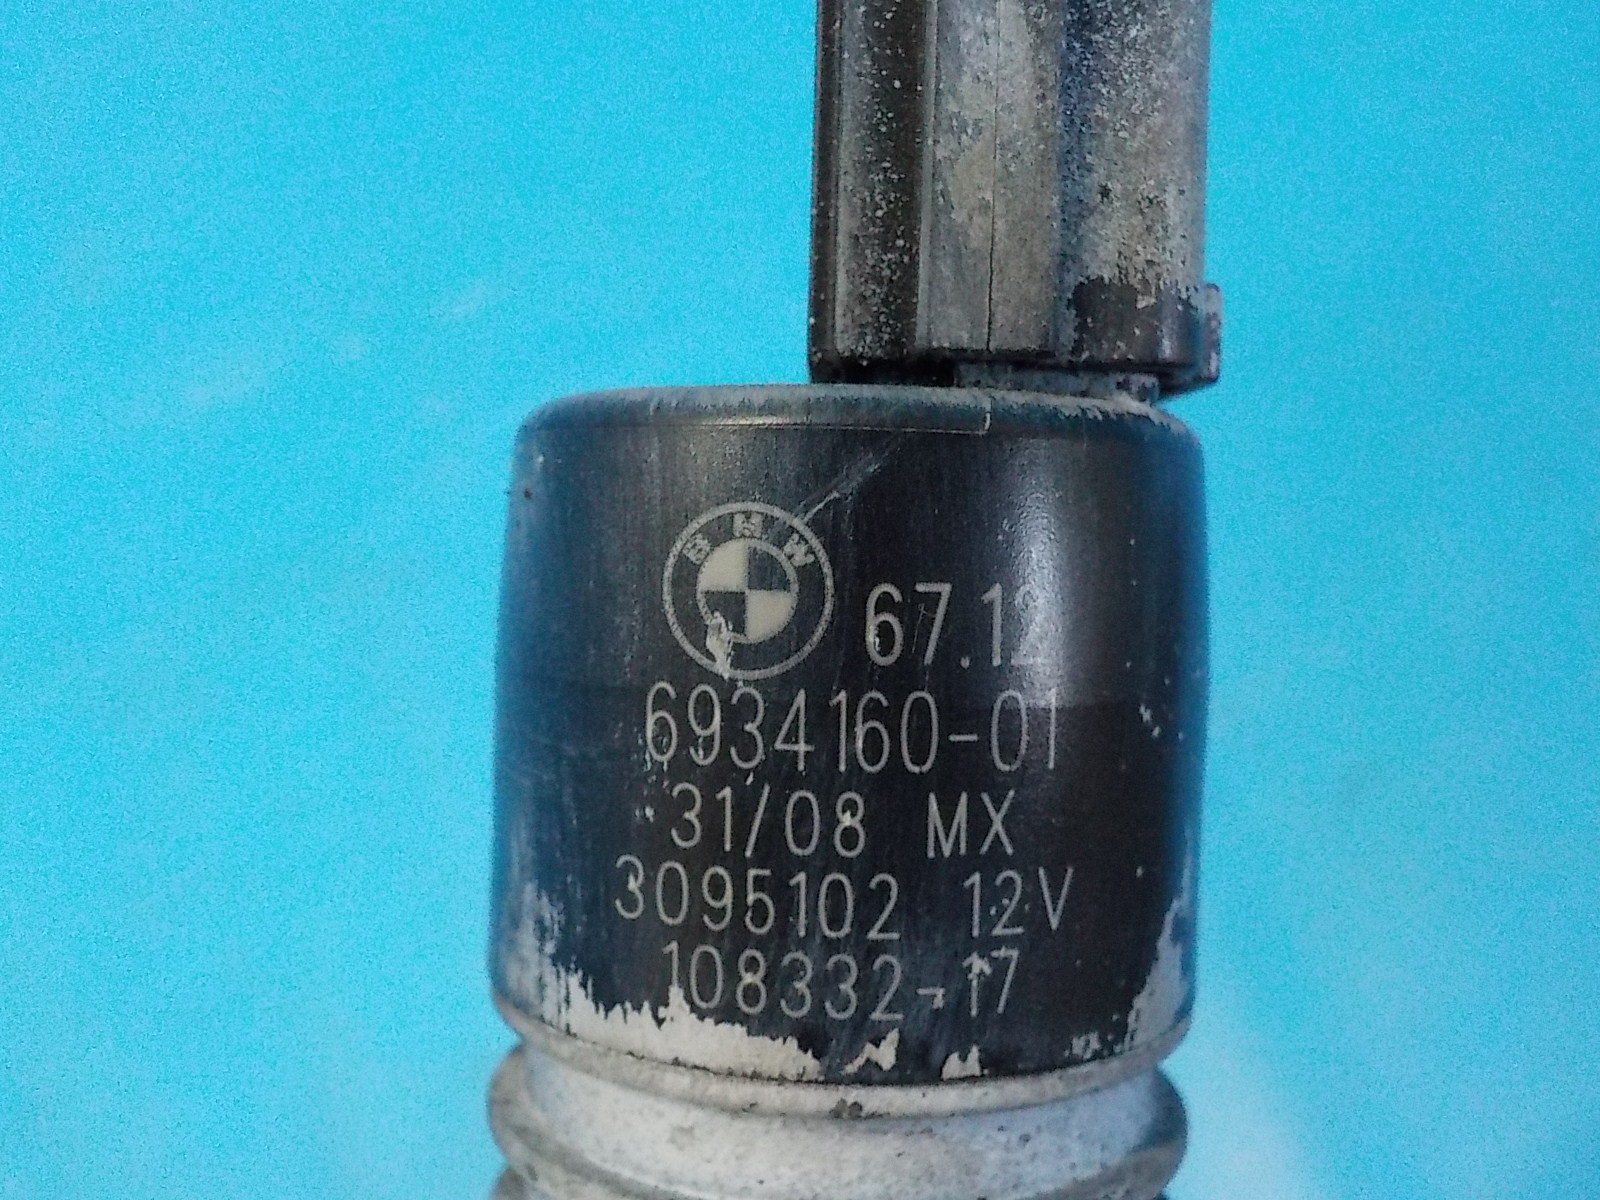 BMW 67.12
6934160-01
31/08 MX
3095102 12V
108332-17